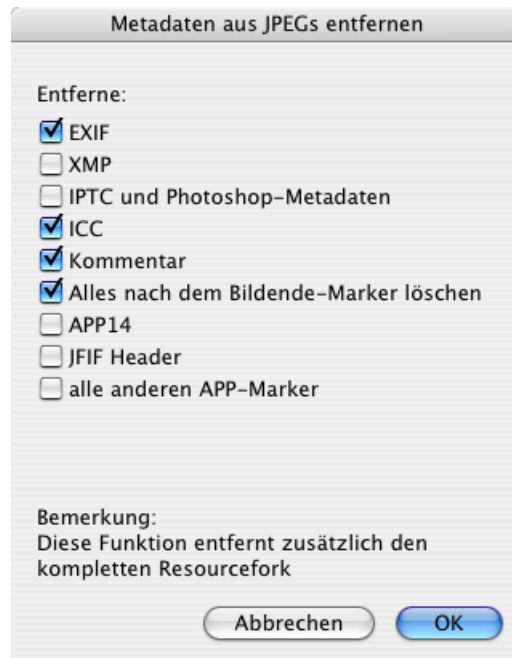 Metadaten aus JPEGs entfernen
Entferne:
EXIF
XMP
IPTC und Photoshop-Metadaten
ICC
Kommentar
Alles nach dem Bildende-Marker löschen
APP14
JFIF Header
alle anderen APP-Marker
Bemerkung:
Diese Funktion entfernt zusätzlich den
kompletten Resourcefork
Abbrechen
OK